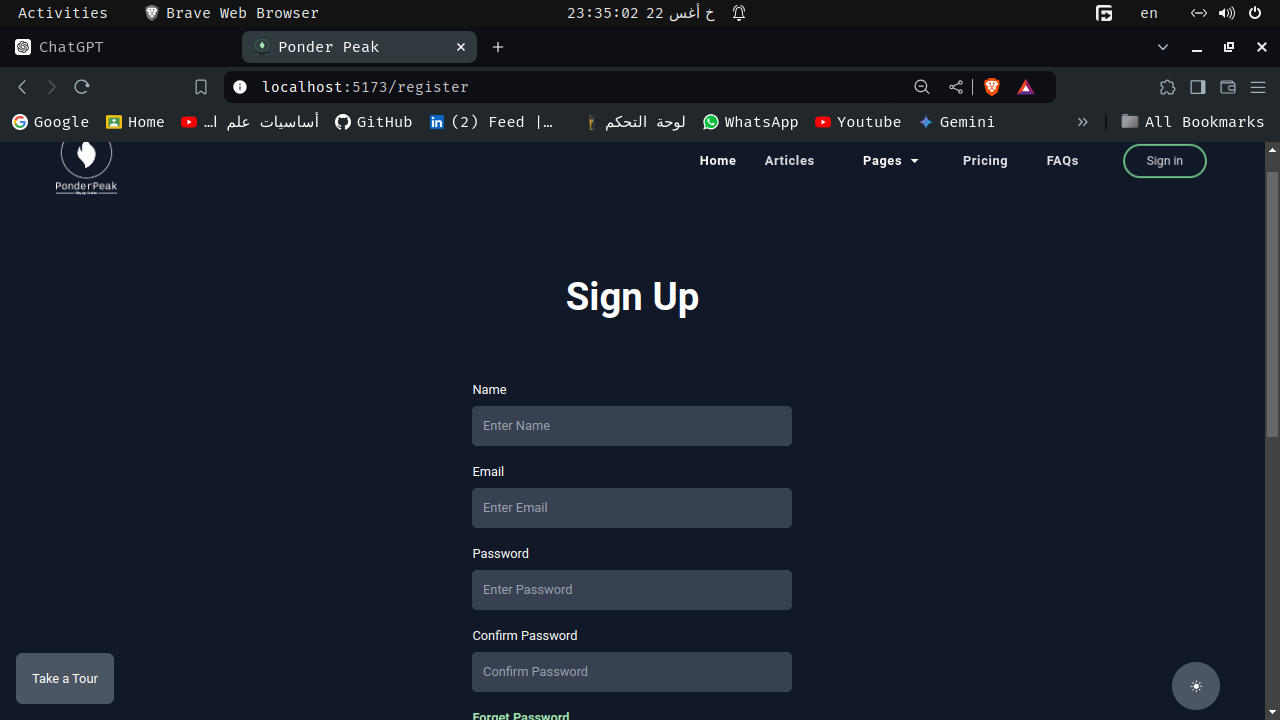 Activities Brave Web Browser 23:35:02 22 خ أغس en
ChatGPT Ponder Peak
localhost:5173/register
Google Home أساسيات علم ا... GitHub (2) Feed |... لوحة التحكم WhatsApp Youtube Gemini All Bookmarks
PonderPeak
Home Articles Pages Pricing FAQs Sign in
Sign Up
Name
Enter Name
Email
Enter Email
Password
Enter Password
Confirm Password
Confirm Password
Take a Tour
Forget Password